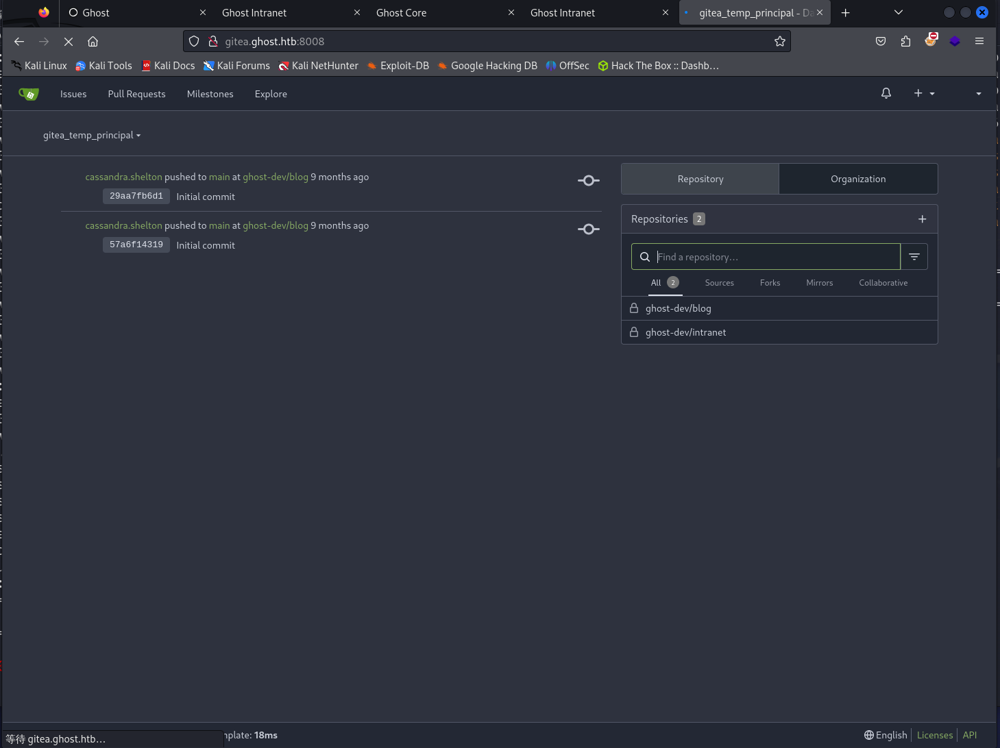 Ghost
Ghost Intranet
Ghost Core
Ghost Intranet
gitea_temp_principal - Da
gitea.ghost.htb:8008
Kali Linux
Kali Tools
Kali Docs
Kali Forums
Kali NetHunter
Exploit-DB
Google Hacking DB
OffSec
Hack The Box :: Dashb…
Issues
Pull Requests
Milestones
Explore
gitea_temp_principal
cassandra.shelton pushed to main at ghost-dev/blog 9 months ago
29aa7fb6d1 Initial commit
cassandra.shelton pushed to main at ghost-dev/blog 9 months ago
57a6f14319 Initial commit
Repository
Organization
Repositories 2
Find a repository…
All 2
Sources
Forks
Mirrors
Collaborative
ghost-dev/blog
ghost-dev/intranet
等待 gitea.ghost.htb…
mplate: 18ms
English
Licenses
API